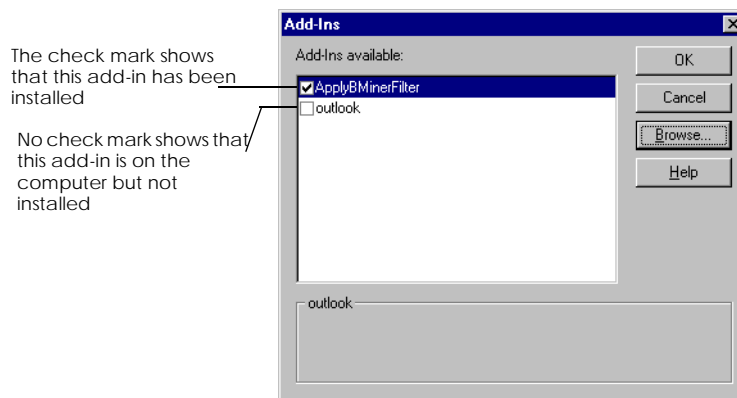 Add-Ins
The check mark shows
that this add-in has been
installed
No check mark shows that
this add-in is on the
computer but not
installed
Add-Ins available:
ApplyBMinerFilter
outlook
OK
Cancel
Browse...
Help
outlook